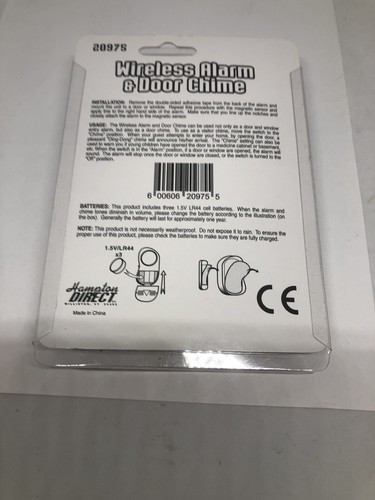 20975
Wireless Alarm
& Door Chime
INSTALLATION: Remove the double-sided adhesive tape from the back of the alarm and
mount the unit to a door or window. Repeat this procedure with the magnetic sensor and
apply this to the right hand side of the alarm. Make sure that you line up the notches and
closely attach the alarm to the magnetic sensor.
USAGE: The Wireless Alarm and Door Chime can be used not only as a door and window
entry alarm, but also as a door chime. To use as a visitor chime, move the switch to the
"Chime" position. When your guest attempts to enter your home, by opening the door, a
pleasant "Ding-Dong" chime will announce his/her arrival. The "Chime" setting can also be
used to warn you if young children have opened the door to a medicine cabinet or basement,
etc. When the switch is in the "Alarm" position, if a door or window are opened, the alarm will
sound. The alarm will stop once the door or window are closed, or the switch is turned to the
"Off" position.
6 00606 20975 5
BATTERIES: This product includes three 1.5V LR44 cell batteries. When the alarm and
chime tones diminish in volume, please change the battery according to the illustration (on
the box). Generally the battery will last for approximately one year.
NOTE: This product is not necessarily weatherproof. Do not expose it to rain. To ensure the
proper use of this product, please check the batteries to make sure they are fully charged.
1.5V/LR44
x3
Hampton
DIRECT
WILLISTON, VT
Made in China
CE